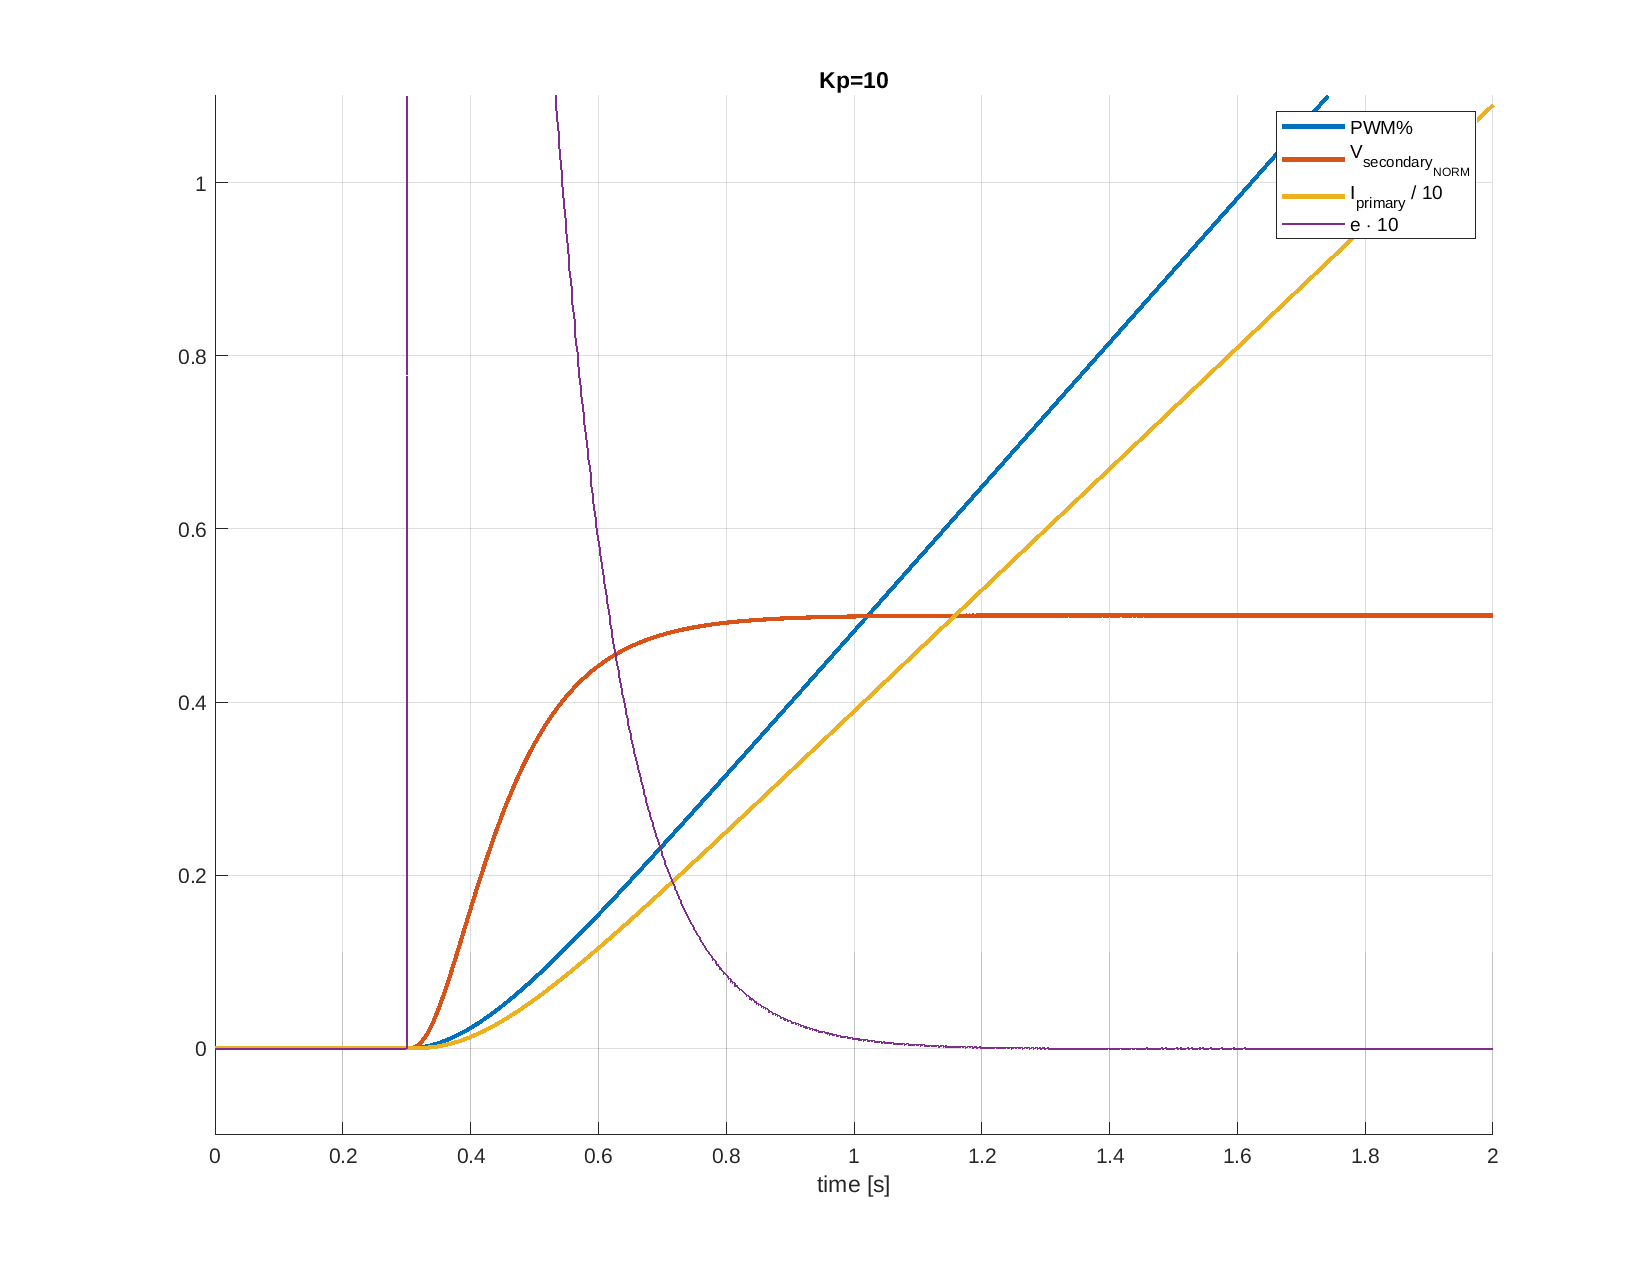 Kp=10
PWM%
V_secondary_NORM
I_primary / 10
e · 10
1
0.8
0.6
0.4
0.2
0
0 0.2 0.4 0.6 0.8 1 1.2 1.4 1.6 1.8 2
time [s]